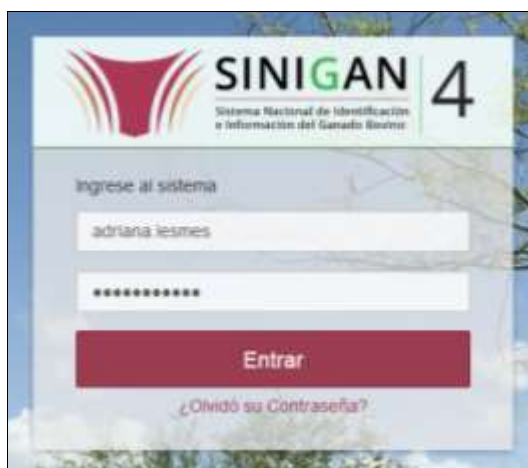 SINIGAN 4
Sistema Nacional de Identificación
e Información del Ganado Bovino
Ingrese al sistema
adriana lesmes
•••••••••••
Entrar
¿Olvidó su Contraseña?